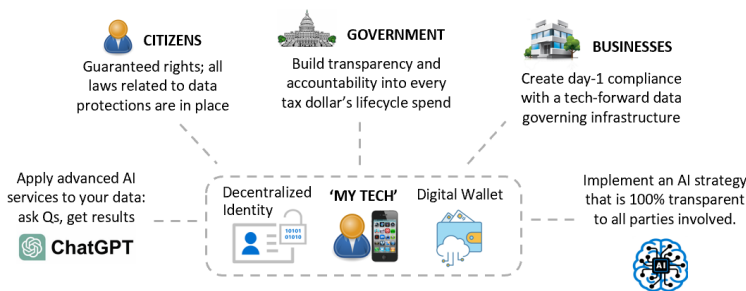 CITIZENS
Guaranteed rights; all
laws related to data
protections are in place
GOVERNMENT
Build transparency and
accountability into every
tax dollar’s lifecycle spend
BUSINESSES
Create day-1 compliance
with a tech-forward data
governing infrastructure
Apply advanced AI
services to your data:
ask Qs, get results
ChatGPT
Decentralized
Identity
10101
01010
‘MY TECH’
Digital Wallet
Implement an AI strategy
that is 100% transparent
to all parties involved.
AI